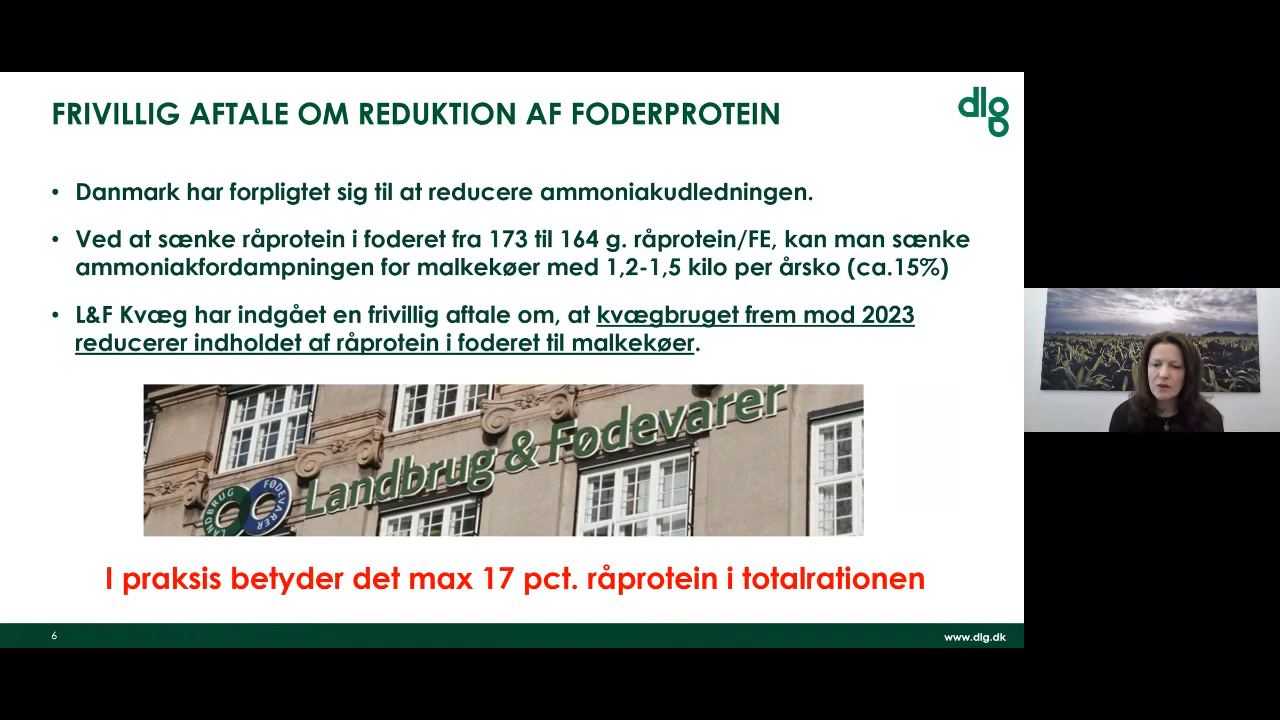 FRIVILLIG AFTALE OM REDUKTION AF FODERPROTEIN
dlg
• Danmark har forpligtet sig til at reducere ammoniakudledningen.
• Ved at sænke råprotein i foderet fra 173 til 164 g. råprotein/FE, kan man sænke
ammoniakfordampningen for malkekøer med 1,2-1,5 kilo per årsko (ca.15%)
• L&F Kvæg har indgået en frivillig aftale om, at kvægbruget frem mod 2023
reducerer indholdet af råprotein i foderet til malkekøer.
Landbrug & Fødevarer
LANDBRUG
FØDEVARER
I praksis betyder det max 17 pct. råprotein i totalrationen
6
www.dlg.dk